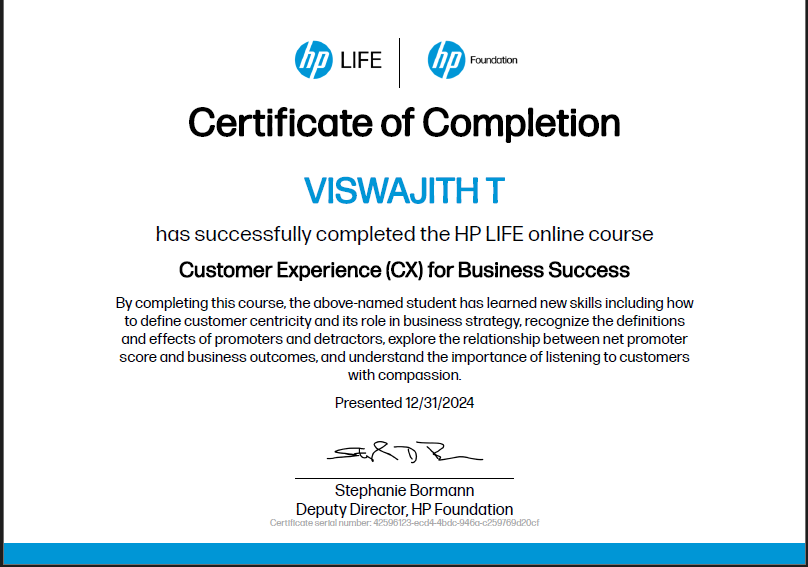 hp LIFE
hp Foundation
Certificate of Completion
VISWAJITH T
has successfully completed the HP LIFE online course
Customer Experience (CX) for Business Success
By completing this course, the above-named student has learned new skills including how
to define customer centricity and its role in business strategy, recognize the definitions
and effects of promoters and detractors, explore the relationship between net promoter
score and business outcomes, and understand the importance of listening to customers
with compassion.
Presented 12/31/2024
Stephanie Bormann
Deputy Director, HP Foundation
Certificate serial number: 42596123-ecd4-4bdc-946a-c259769d20cf